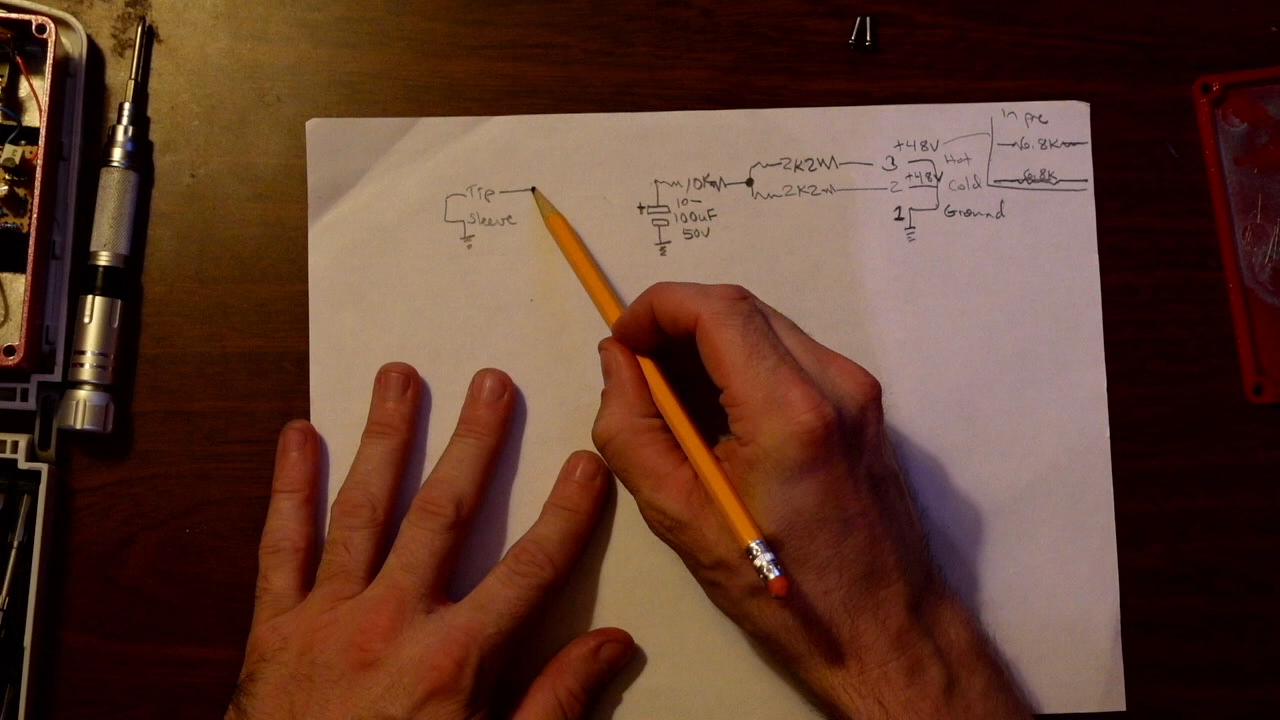 In pre
6.8K
6.8K
+48V
2K2
3
Hot
+48V
10K
2K2
2
Cold
Tip
+
10-
100uF
50V
Sleeve
1
Ground